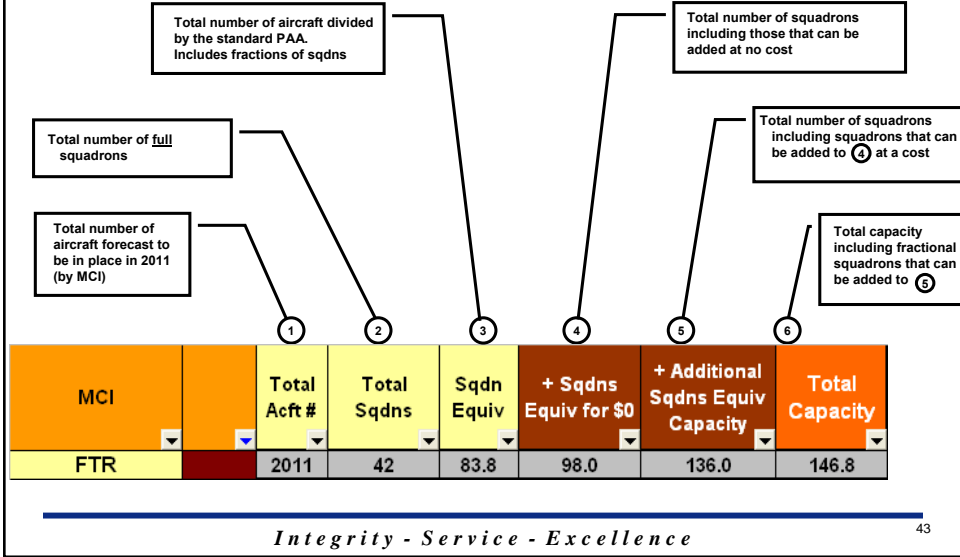 Total number of aircraft divided
by the standard PAA.
Includes fractions of sqdns
Total number of squadrons
including those that can be
added at no cost
Total number of full
squadrons
Total number of squadrons
including squadrons that can
be added to 4 at a cost
Total number of
aircraft forecast to
be in place in 2011
(by MCI)
Total capacity
including fractional
squadrons that can
be added to 5
1 2 3 4 5 6
MCI
Total
Acft #
Total
Sqdns
Sqdn
Equiv
+ Sqdns
Equiv for $0
+ Additional
Sqdns Equiv
Capacity
Total
Capacity
FTR 2011 42 83.8 98.0 136.0 146.8
Integrity - Service - Excellence
43